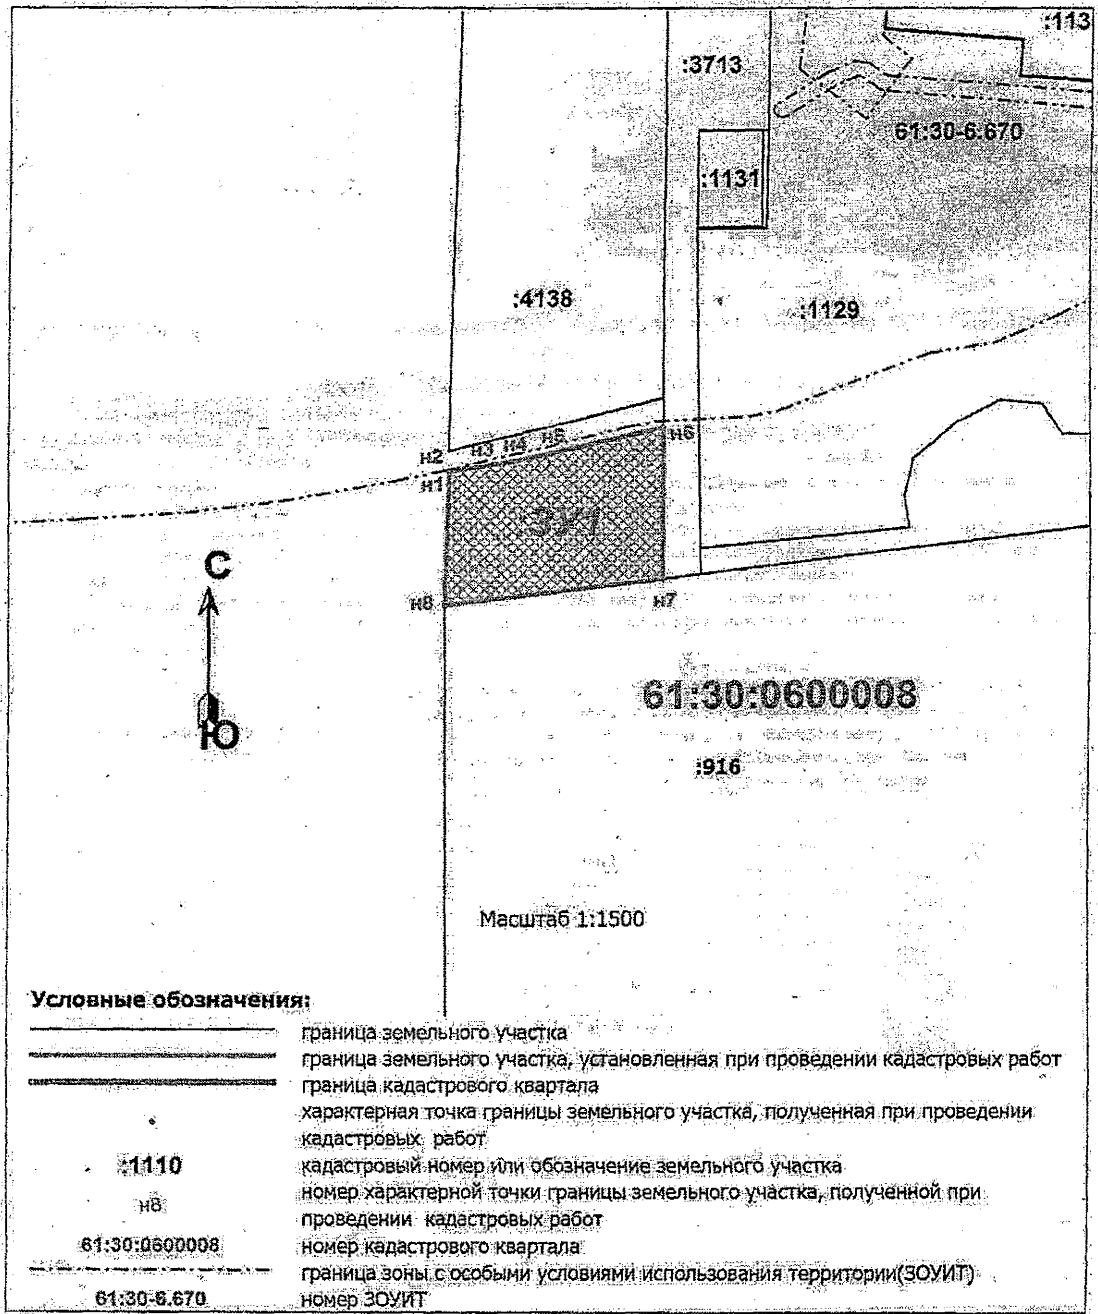 :113
:3713
61:30-6.670
:1131
:4138
:1129
н2 н3 н4 н5 н6
н1
:ЗУ1
С
н8
н7
Ю
61:30:0600008
:916
Масштаб 1:1500
Условные обозначения:
граница земельного участка
граница земельного участка, установленная при проведении кадастровых работ
граница кадастрового квартала
характерная точка границы земельного участка, полученная при проведении
кадастровых работ
:1110 кадастровый номер или обозначение земельного участка
н8 номер характерной точки границы земельного участка, полученной при
проведении кадастровых работ
61:30:0600008 номер кадастрового квартала
граница зоны с особыми условиями использования территории(ЗОУИТ)
61:30-6.670 номер ЗОУИТ